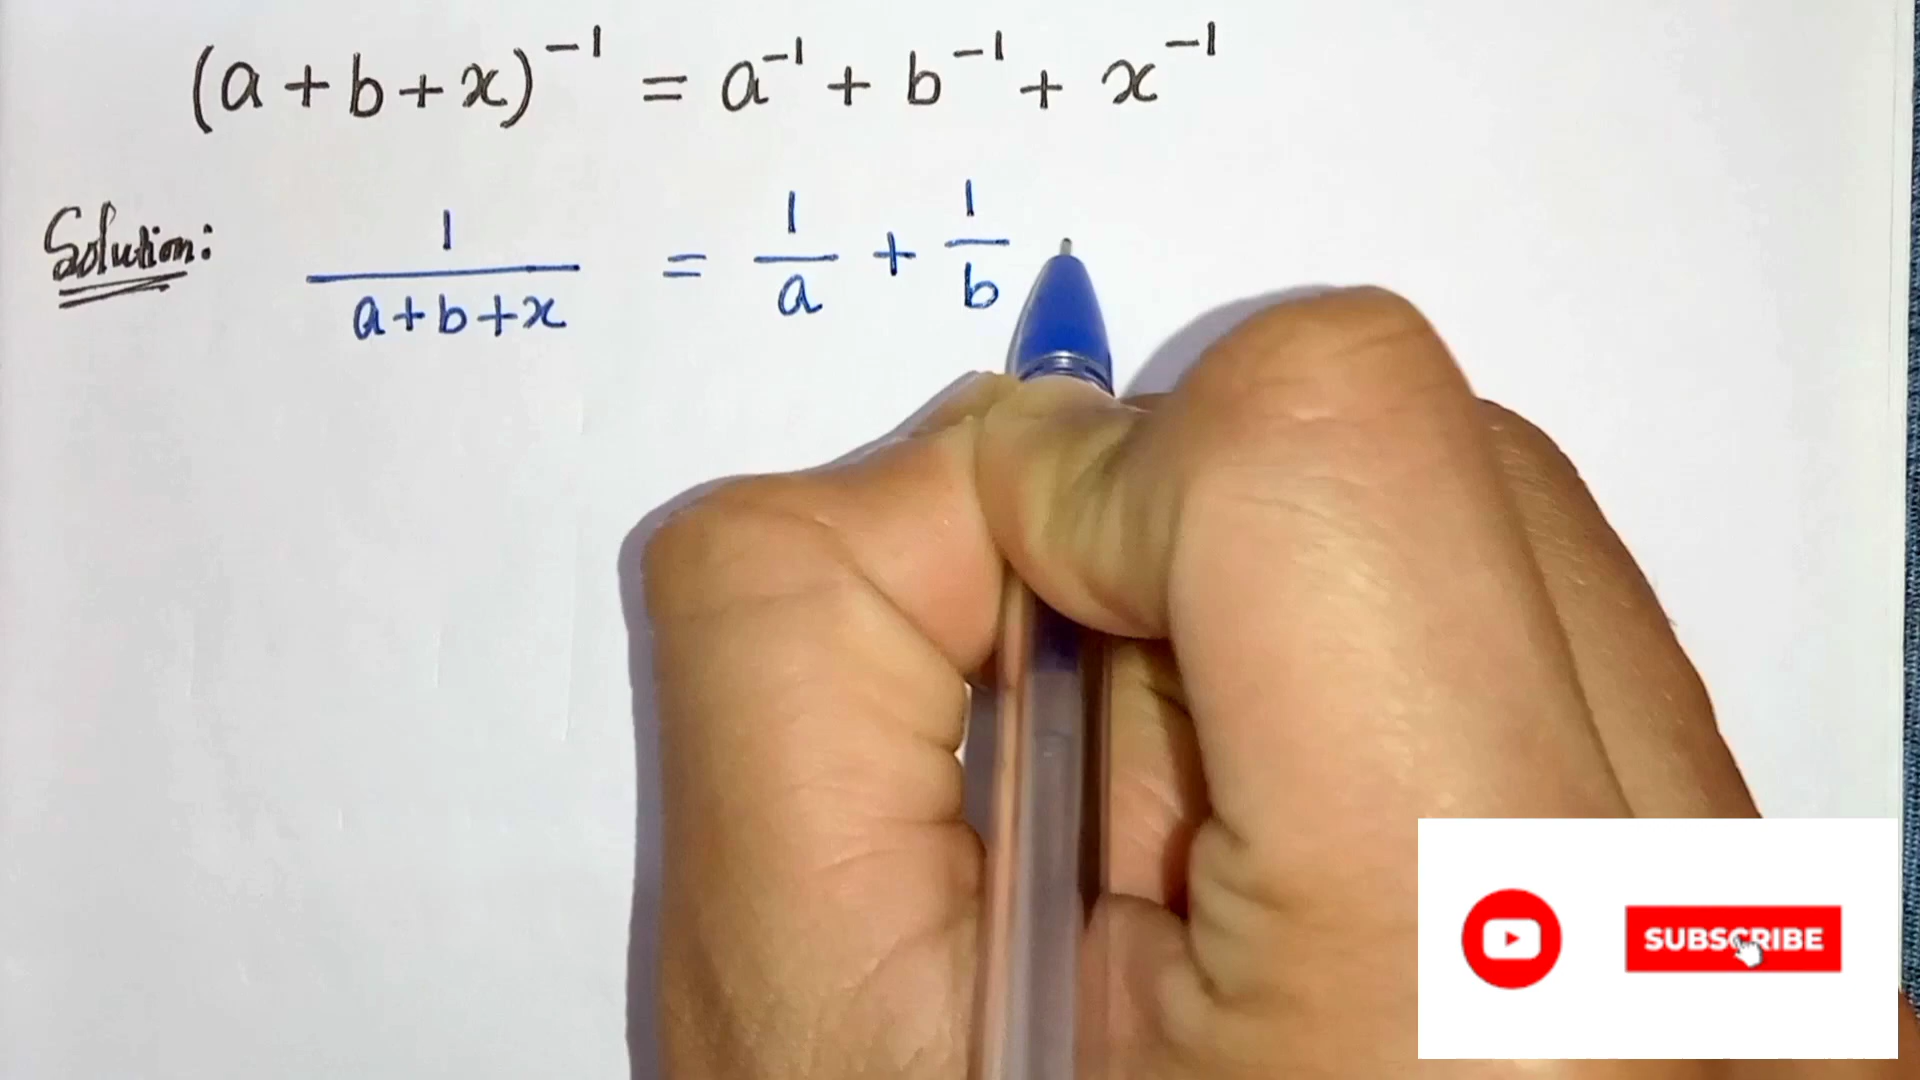 (a + b + x)⁻¹ = a⁻¹ + b⁻¹ + x⁻¹
Solution: 1/(a+b+x) = 1/a + 1/b
SUBSCRIBE